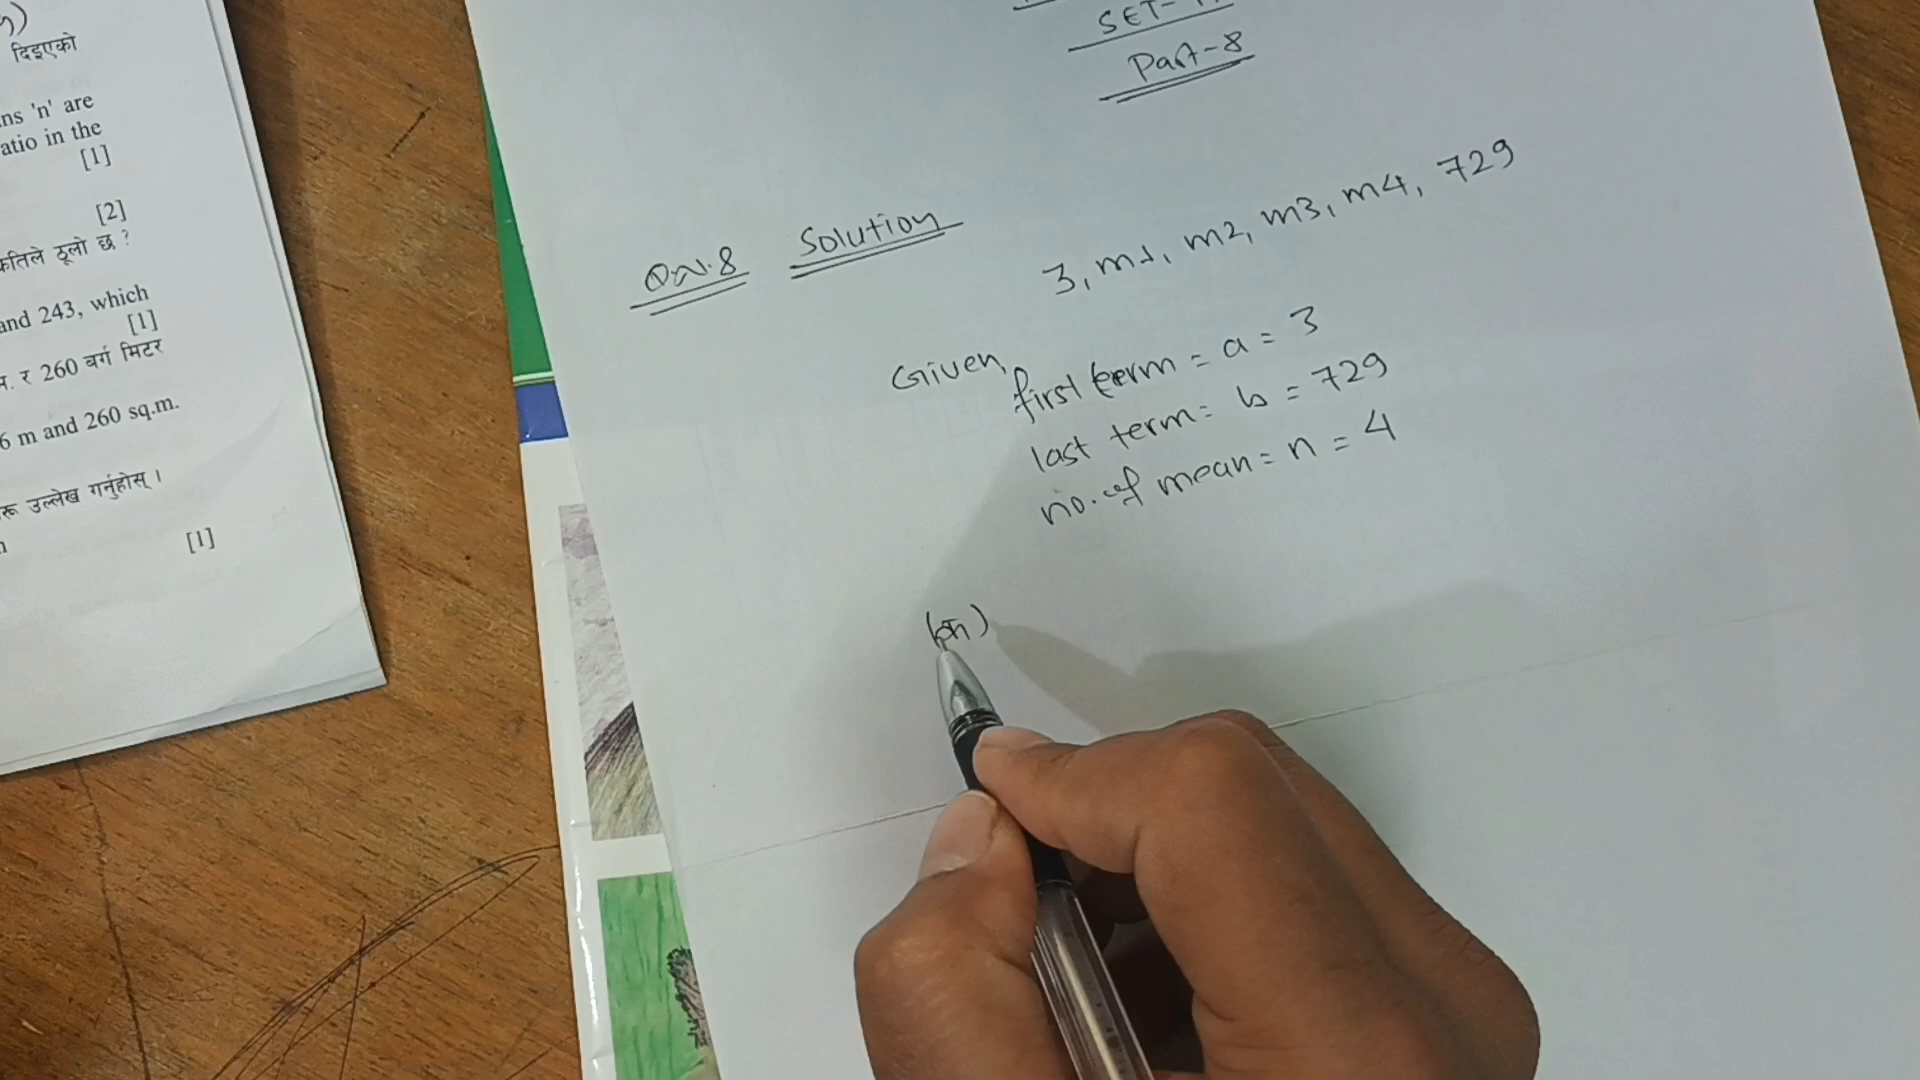 दिइएको
ns 'n' are
atio in the
[1]
[2]
कतिले ठूलो छ ?
and 243, which
[1]
र 260 वर्ग मिटर
6 m and 260 sq.m.
उल्लेख गर्नुहोस् ।
[1]
SET-
Part-8
Q.N.8 Solution
3, m1, m2, m3, m4, 729
Given,
first term = a = 3
last term = b = 729
no. of mean = n = 4